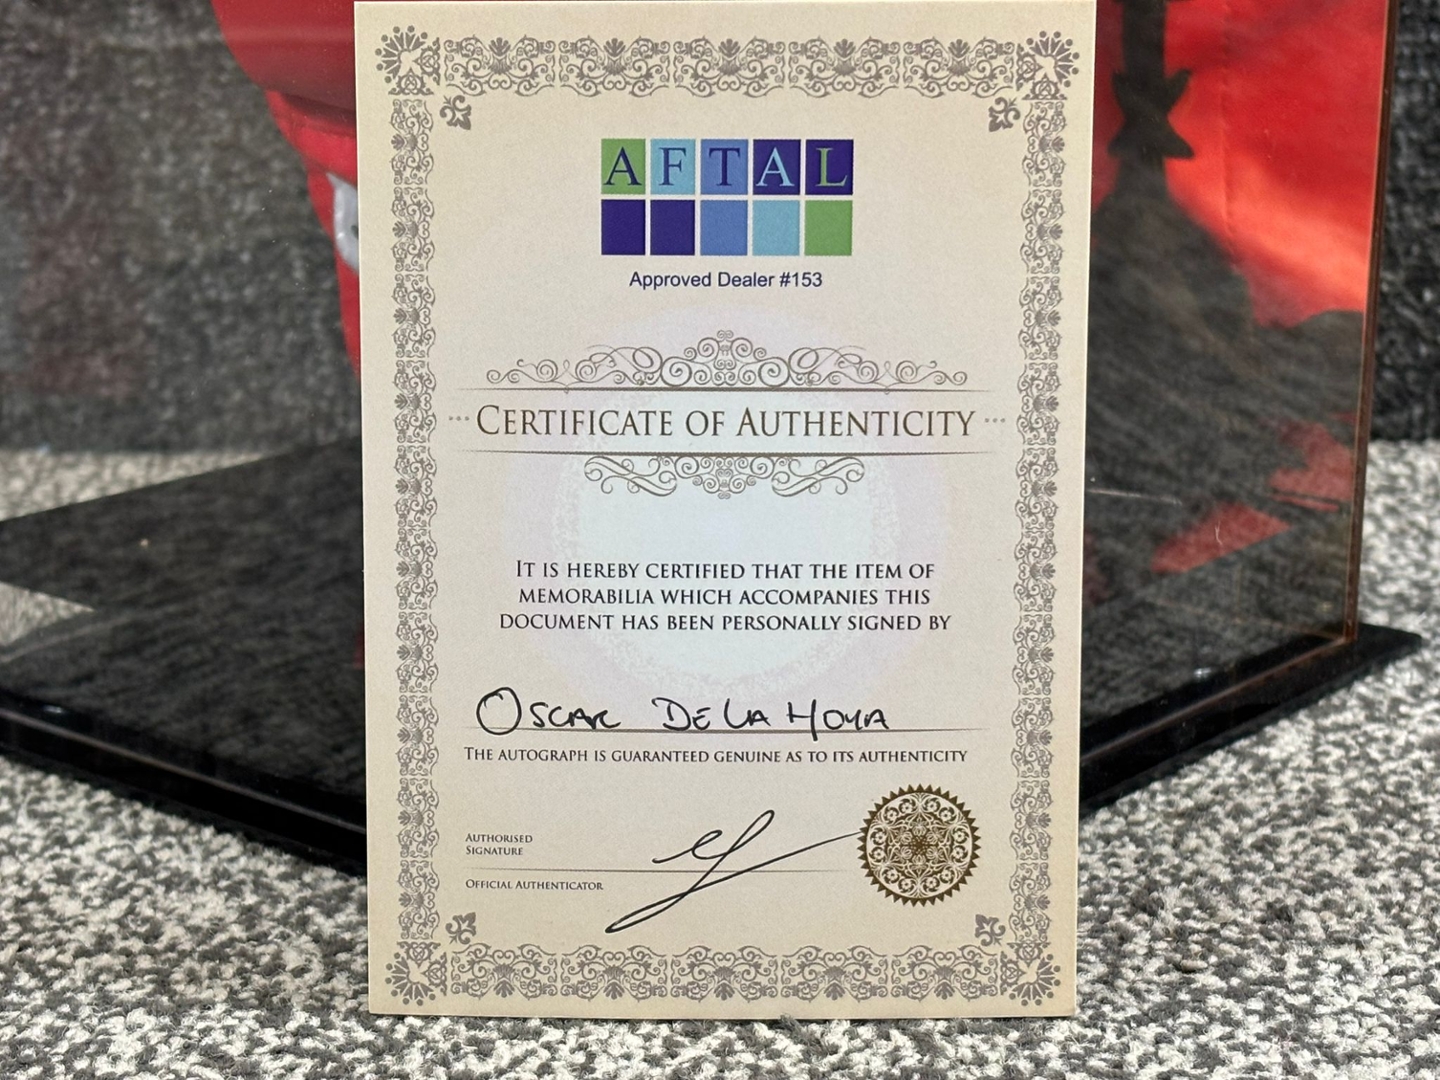 AFTAL
Approved Dealer #153
CERTIFICATE OF AUTHENTICITY
IT IS HEREBY CERTIFIED THAT THE ITEM OF
MEMORABILIA WHICH ACCOMPANIES THIS
DOCUMENT HAS BEEN PERSONALLY SIGNED BY
OSCAR DE LA HOYA
THE AUTOGRAPH IS GUARANTEED GENUINE AS TO ITS AUTHENTICITY
AUTHORISED
SIGNATURE
OFFICIAL AUTHENTICATOR